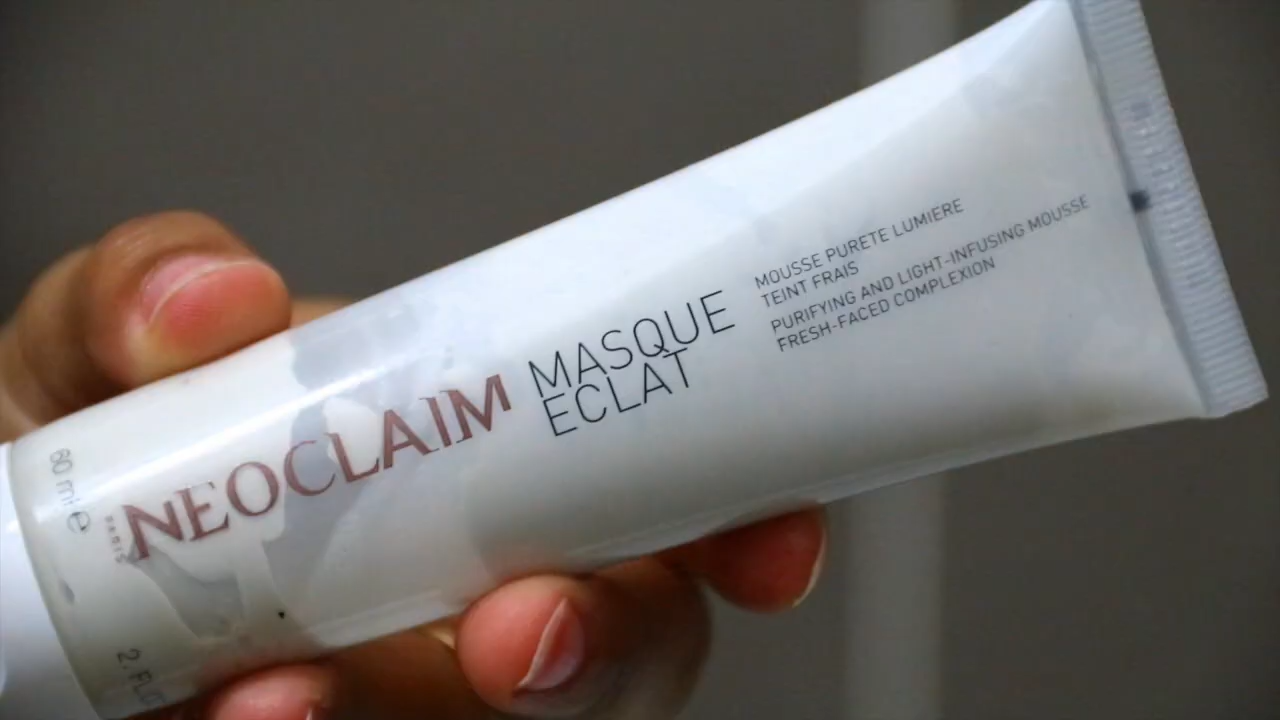 NEOCLAIM
PARIS
MASQUE
ECLAT
MOUSSE PURETE LUMIERE
TEINT FRAIS
PURIFYING AND LIGHT-INFUSING MOUSSE
FRESH-FACED COMPLEXION
60 ml e
2.